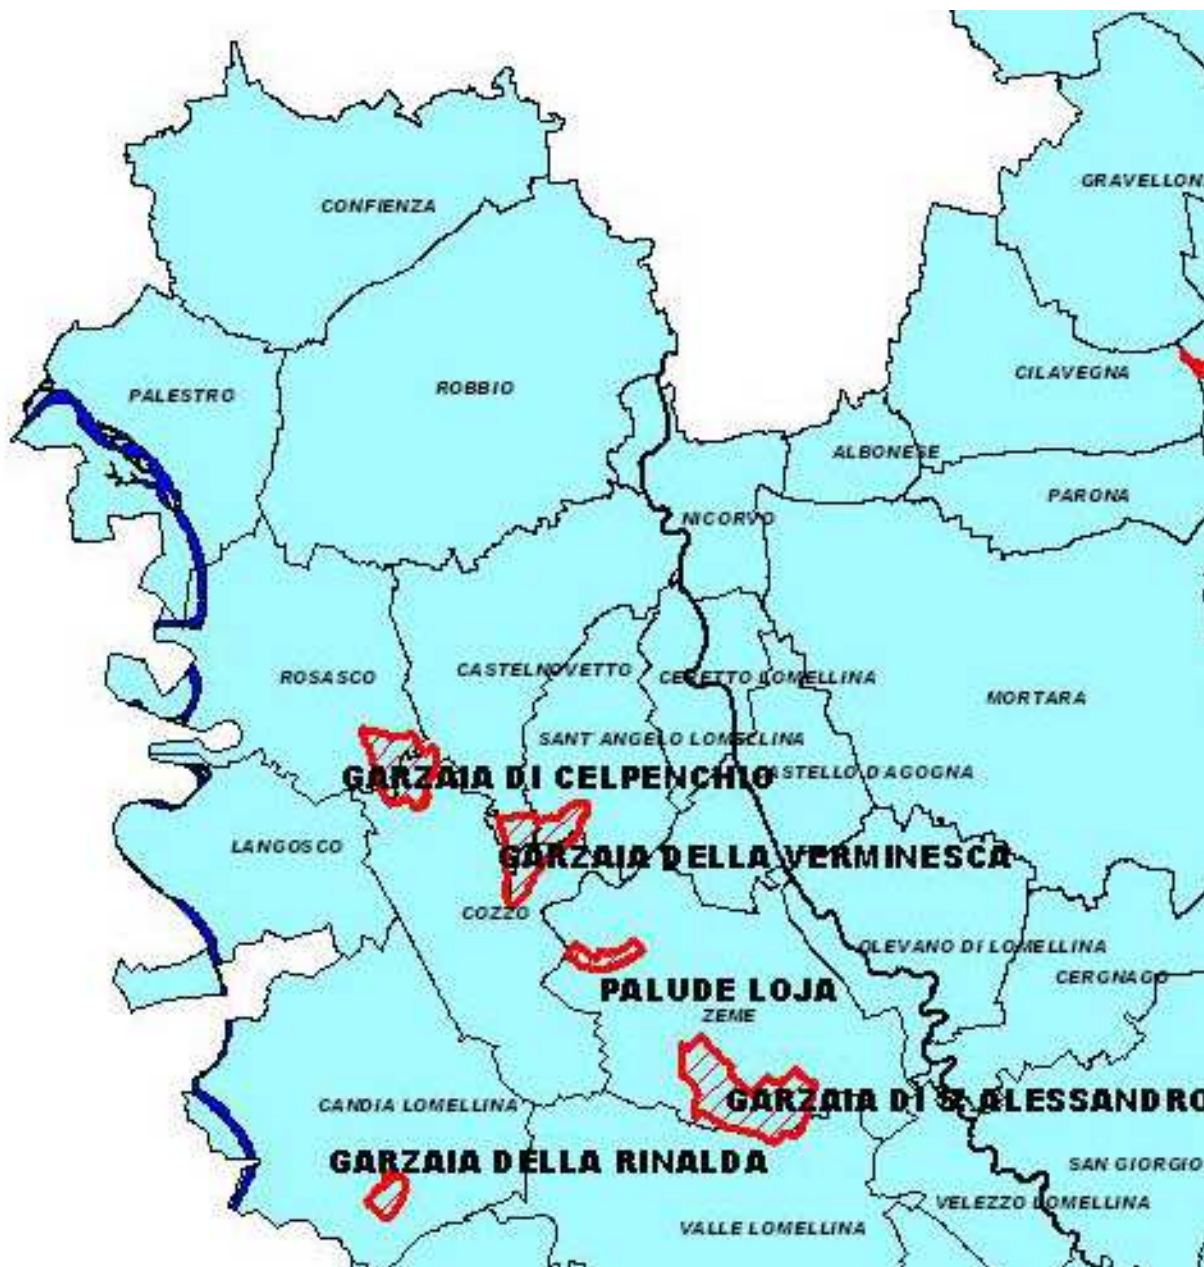 GRAVELLON
CONFIENZA
CILAVEGNA
ROBBIO
PALESTRO
ALBONESE
PARONA
NICORVO
CASTELNOVETTO
ROSASCO
CERETTO LOMELLINA
MORTARA
SANT'ANGELO LOMELLINA
GARZAIA DI CELPENCHIO
ASTELLO D'AGOGNA
LANGOSCO
GARZAIA DELLA VERMINESCA
COZZO
OLEVANO DI LOMELLINA
CERGNAGO
PALUDE LOJA
ZEME
GARZAIA DI S. ALESSANDRO
CANDIA LOMELLINA
GARZAIA DELLA RINALDA
SAN GIORGIO
VELEZZO LOMELLINA
VALLE LOMELLINA